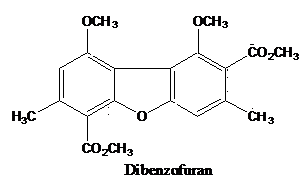 OCH₃ OCH₃
CO₂CH₃
H₃C O CH₃
CO₂CH₃
Dibenzofuran